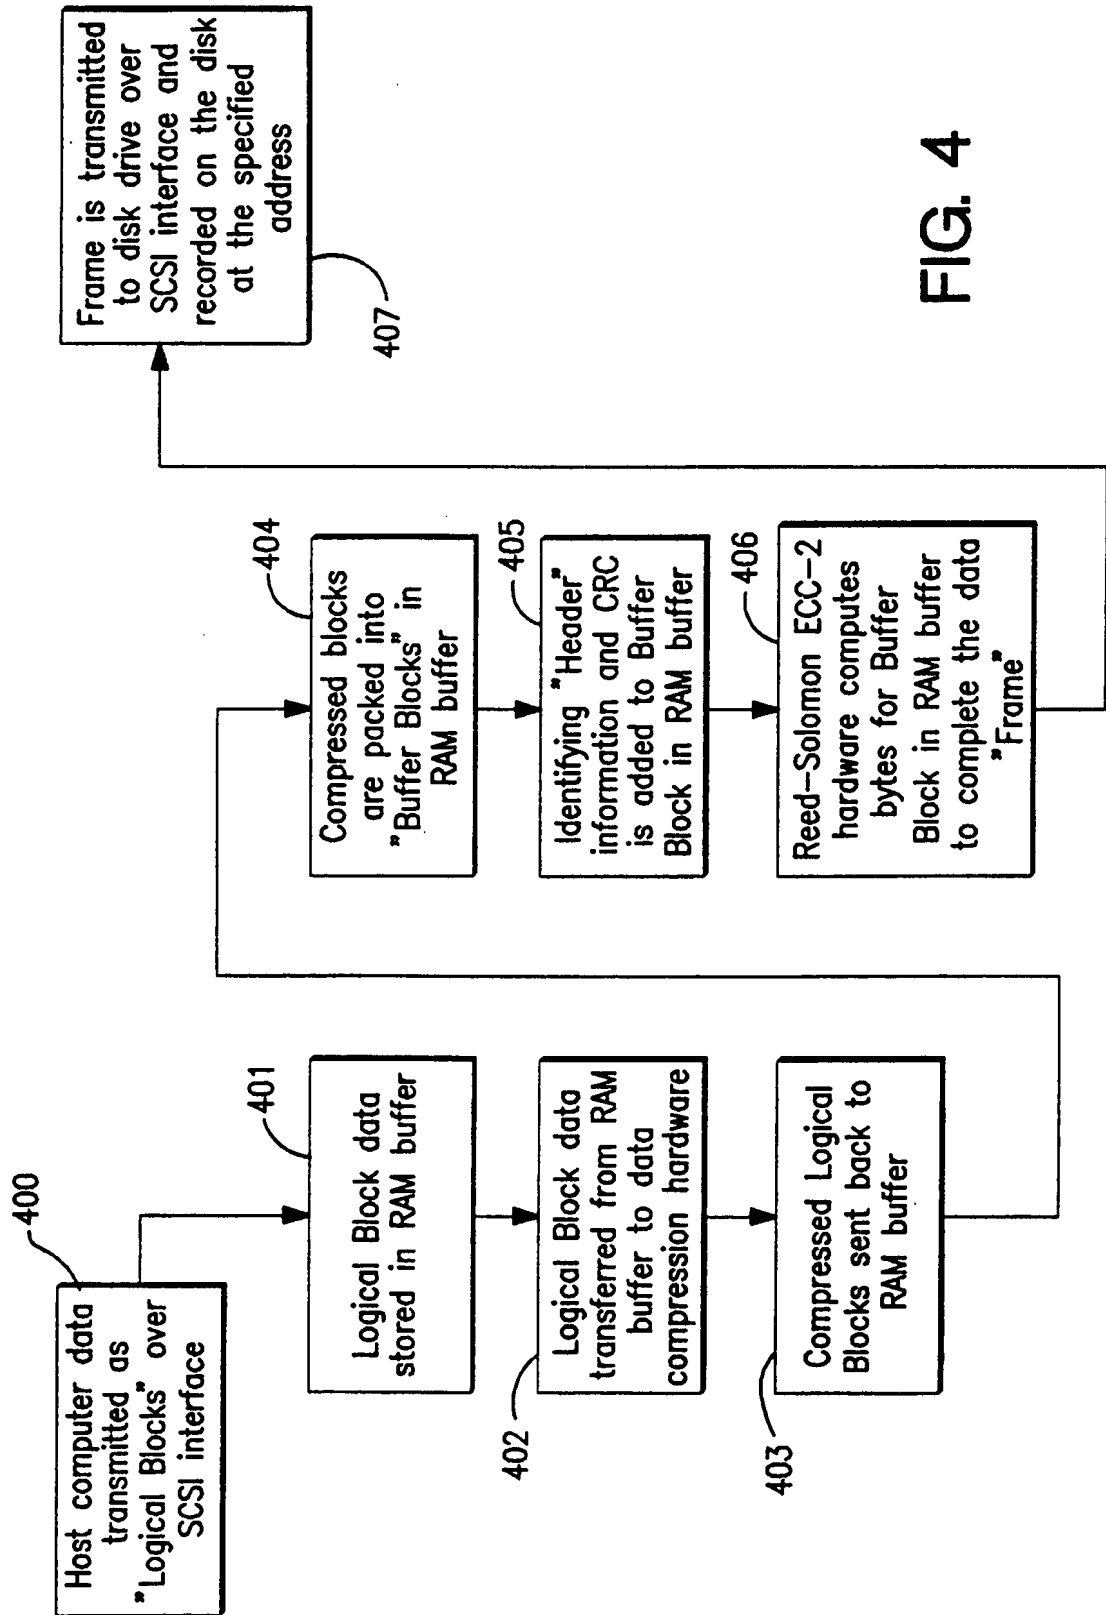 400
Host computer data
transmitted as
"Logical Blocks" over
SCSI interface
401
Logical Block data
stored in RAM buffer
402
Logical Block data
transferred from RAM
buffer to data
compression hardware
403
Compressed Logical
Blocks sent back to
RAM buffer
404
Compressed blocks
are packed into
"Buffer Blocks" in
RAM buffer
405
Identifying "Header"
information and CRC
is added to Buffer
Block in RAM buffer
406
Reed-Solomon ECC-2
hardware computes
bytes for Buffer
Block in RAM buffer
to complete the data
"Frame"
Frame is transmitted
to disk drive over
SCSI interface and
recorded on the disk
at the specified
address
407
FIG. 4